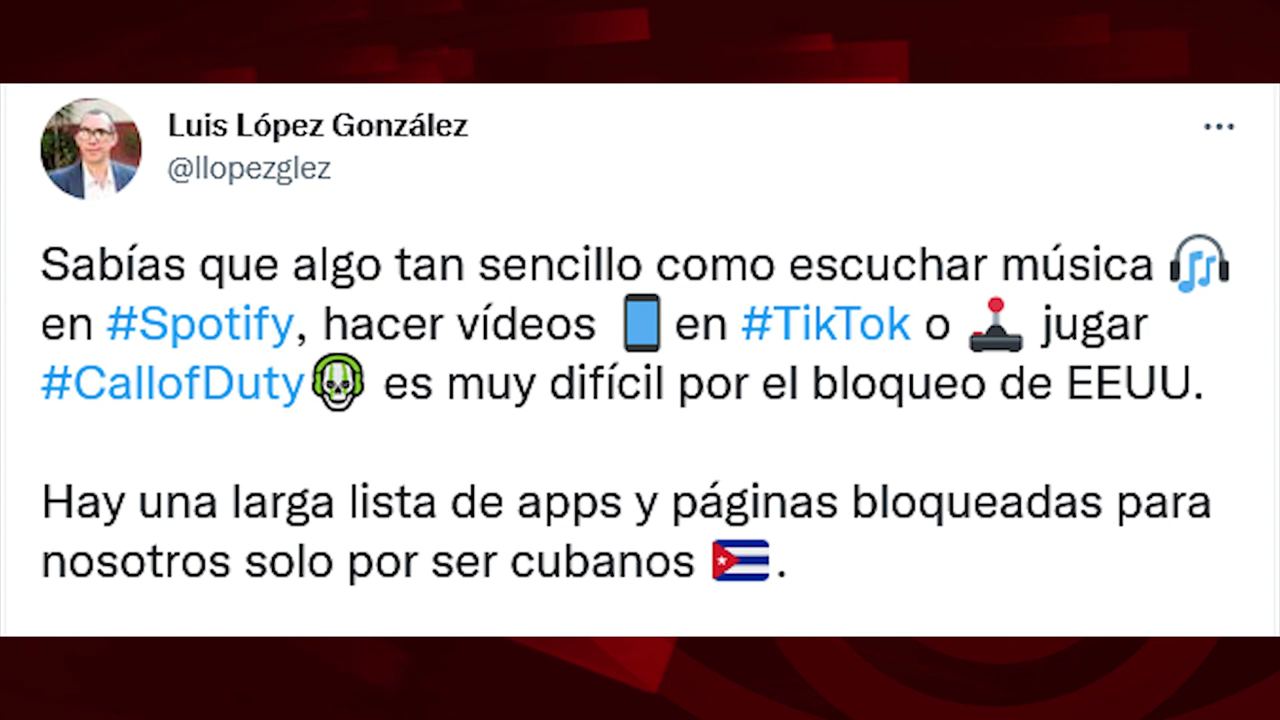 Luis López González
@llopezglez
Sabías que algo tan sencillo como escuchar música 🎧
en #Spotify, hacer vídeos 📱 en #TikTok o 🕹️ jugar
#CallofDuty es muy difícil por el bloqueo de EEUU.
Hay una larga lista de apps y páginas bloqueadas para
nosotros solo por ser cubanos 🇨🇺.